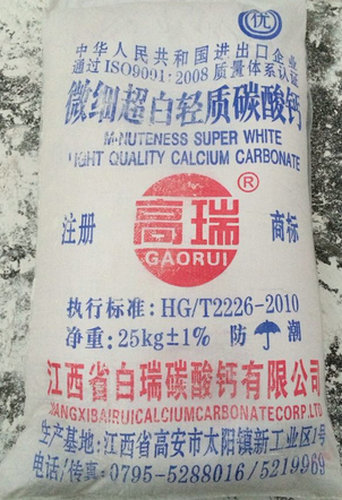 优
中华人民共和国进出口企业
通过ISO9001:2008质量体系认证
微细超白轻质碳酸钙
MINUTENESS SUPER WHITE
LIGHT QUALITY CALCIUM CARBONATE
®
注册 高瑞 商标
GAORUI
执行标准:HG/T2226-2010
净重:25kg±1% 防 潮
江西省白瑞碳酸钙有限公司
JIANGXIBAIRUICALCIUMCARBONATECORP.LTD
生产基地:江西省高安市太阳镇新工业区1号
电话/传真:0795-5288016/5219969